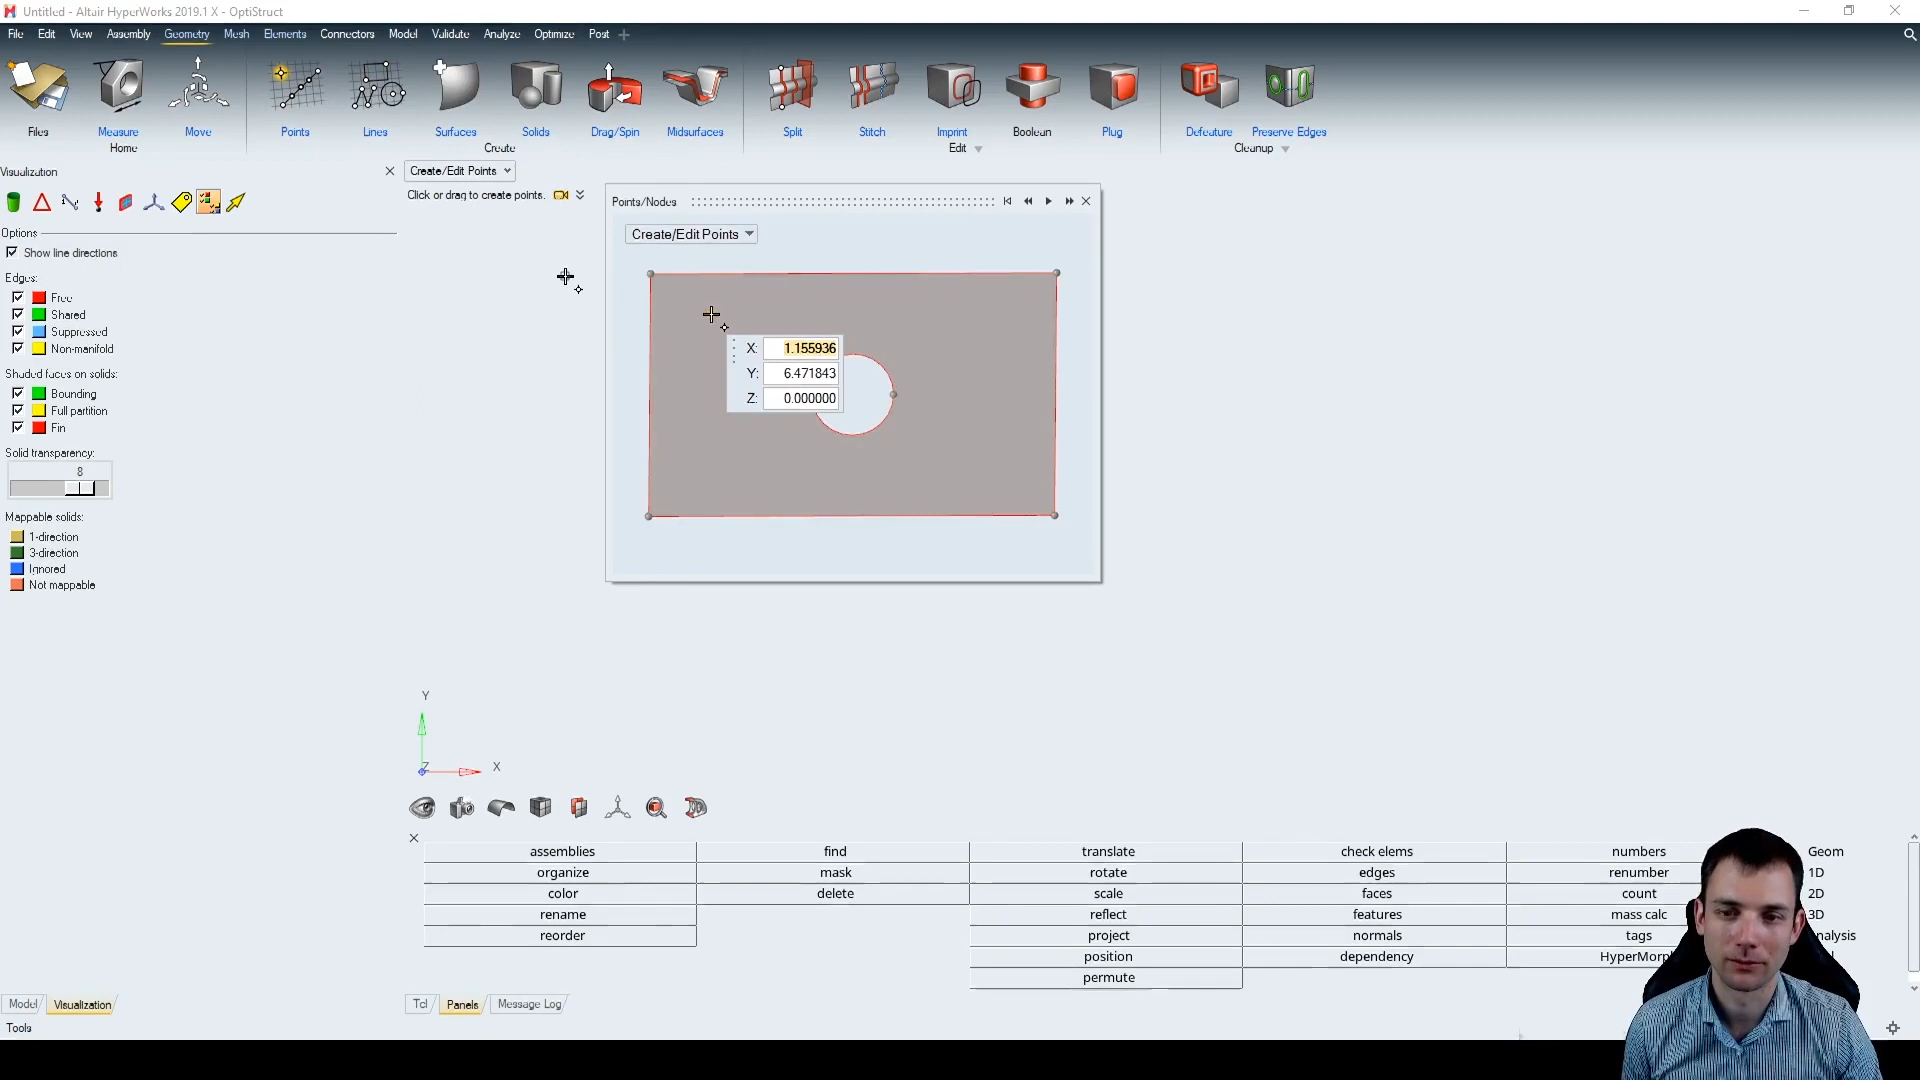 Untitled - Altair HyperWorks 2019.1 X - OptiStruct
File Edit View Assembly Geometry Mesh Elements Connectors Model Validate Analyze Optimize Post
Files Measure Move Points Lines Surfaces Solids Drag/Spin Midsurfaces Split Stitch Imprint Boolean Plug Defeature Preserve Edges
Home Create Edit Cleanup
Visualization
Create/Edit Points
Click or drag to create points.
Points/Nodes
Create/Edit Points
X: 1.155936
Y: 6.471843
Z: 0.000000
Options
Show line directions
Edges:
Free
Shared
Suppressed
Non-manifold
Shaded faces on solids:
Bounding
Full partition
Fin
Solid transparency:
8
Mappable solids:
1-direction
3-direction
Ignored
Not mappable
Y
Z X
assemblies find translate check elems numbers Geom
organize mask rotate edges renumber 1D
color delete scale faces count 2D
rename reflect features mass calc 3D
reorder project normals tags
position dependency
permute
Model Visualization Tcl Panels Message Log
Tools